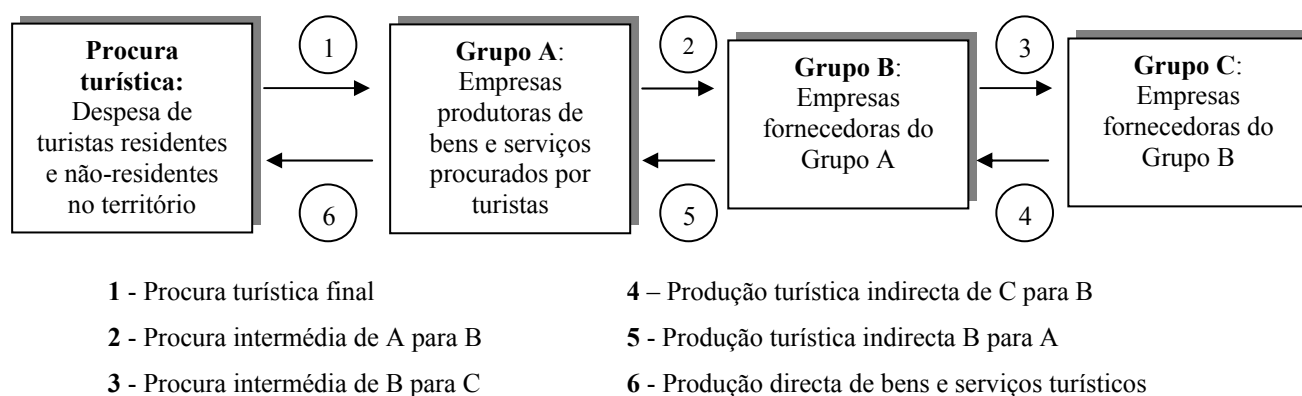 Procura
turística:
Despesa de
turistas residentes
e não-residentes
no território
1
6
Grupo A:
Empresas
produtoras de
bens e serviços
procurados por
turistas
2
5
Grupo B:
Empresas
fornecedoras do
Grupo A
3
4
Grupo C:
Empresas
fornecedoras do
Grupo B
1 - Procura turística final
2 - Procura intermédia de A para B
3 - Procura intermédia de B para C
4 – Produção turística indirecta de C para B
5 - Produção turística indirecta B para A
6 - Produção directa de bens e serviços turísticos